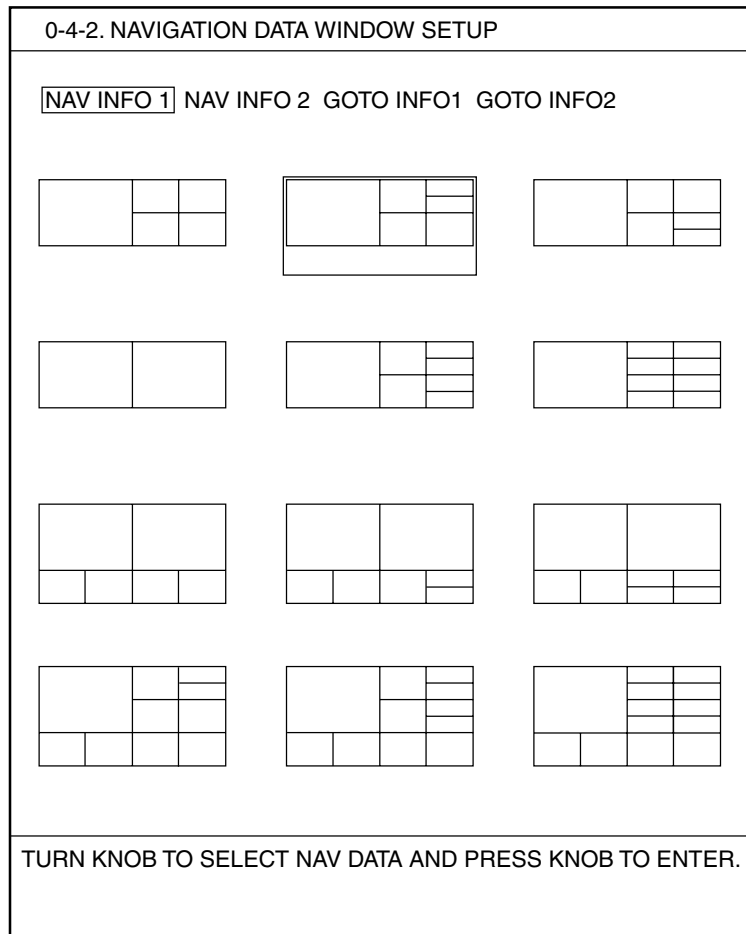 0-4-2. NAVIGATION DATA WINDOW SETUP
NAV INFO 1 NAV INFO 2 GOTO INFO1 GOTO INFO2
TURN KNOB TO SELECT NAV DATA AND PRESS KNOB TO ENTER.